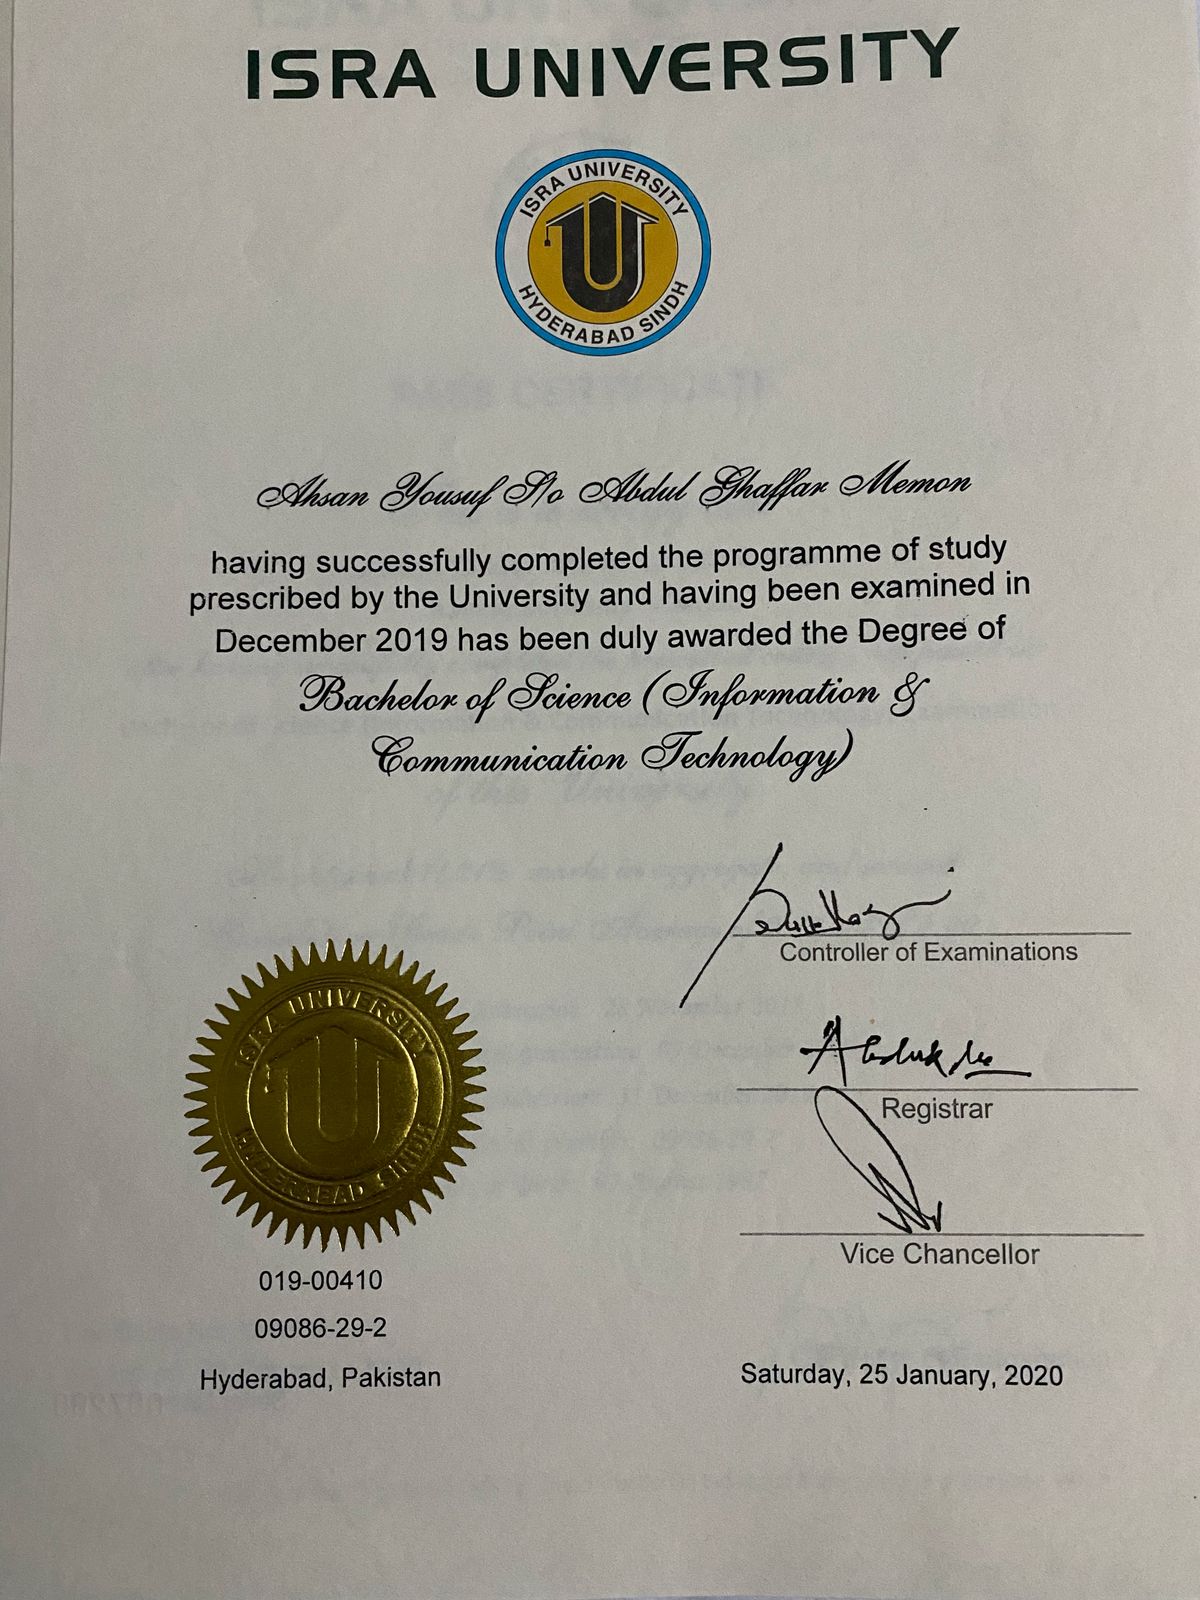 ISRA UNIVERSITY
ISRA UNIVERSITY
HYDERABAD SINDH
Ahsan Yousuf S/o Abdul Ghaffar Memon
having successfully completed the programme of study
prescribed by the University and having been examined in
December 2019 has been duly awarded the Degree of
Bachelor of Science (Information &
Communication Technology)
Controller of Examinations
Registrar
Vice Chancellor
ISRA UNIVERSITY
HYDERABAD SINDH
019-00410
09086-29-2
Hyderabad, Pakistan
Saturday, 25 January, 2020